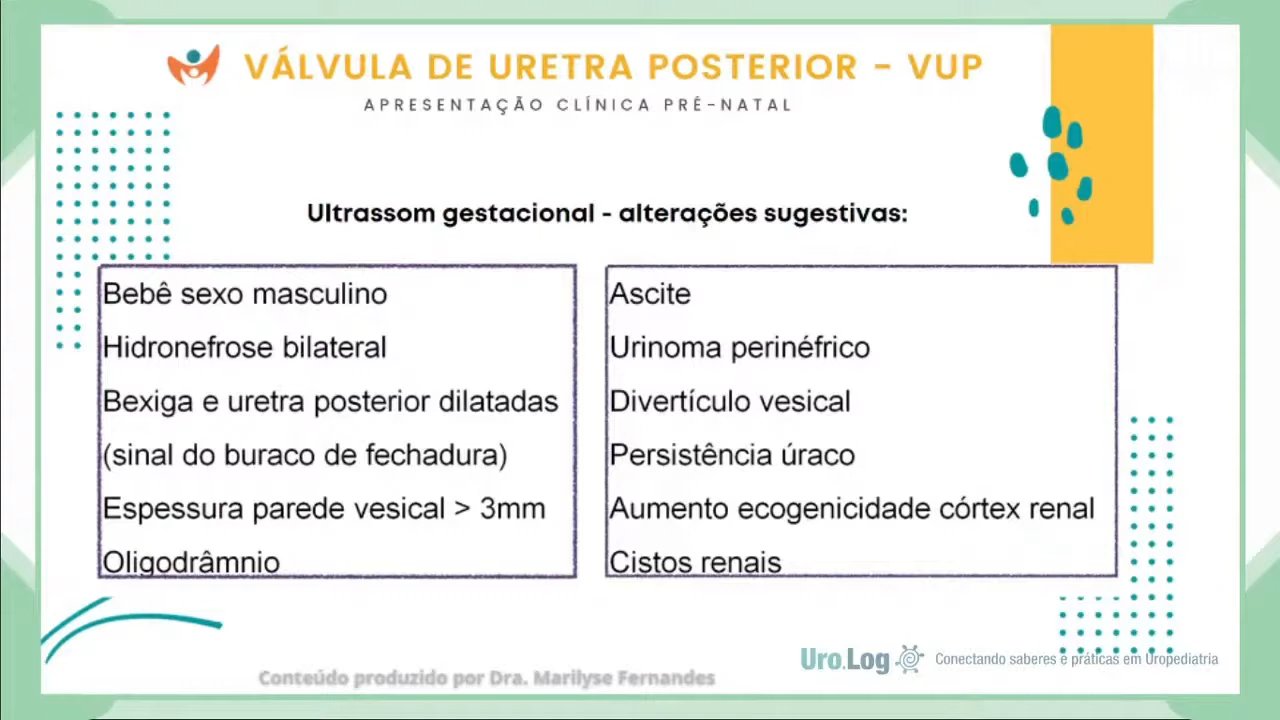 VÁLVULA DE URETRA POSTERIOR - VUP
APRESENTAÇÃO CLÍNICA PRÉ-NATAL
Ultrassom gestacional - alterações sugestivas:
Bebê sexo masculino
Hidronefrose bilateral
Bexiga e uretra posterior dilatadas
(sinal do buraco de fechadura)
Espessura parede vesical > 3mm
Oligodrâmnio
Ascite
Urinoma perinéfrico
Divertículo vesical
Persistência úraco
Aumento ecogenicidade córtex renal
Cistos renais
Conteúdo produzido por Dra. Marilyse Fernandes
Uro.Log
Conectando saberes e práticas em Uropediatria